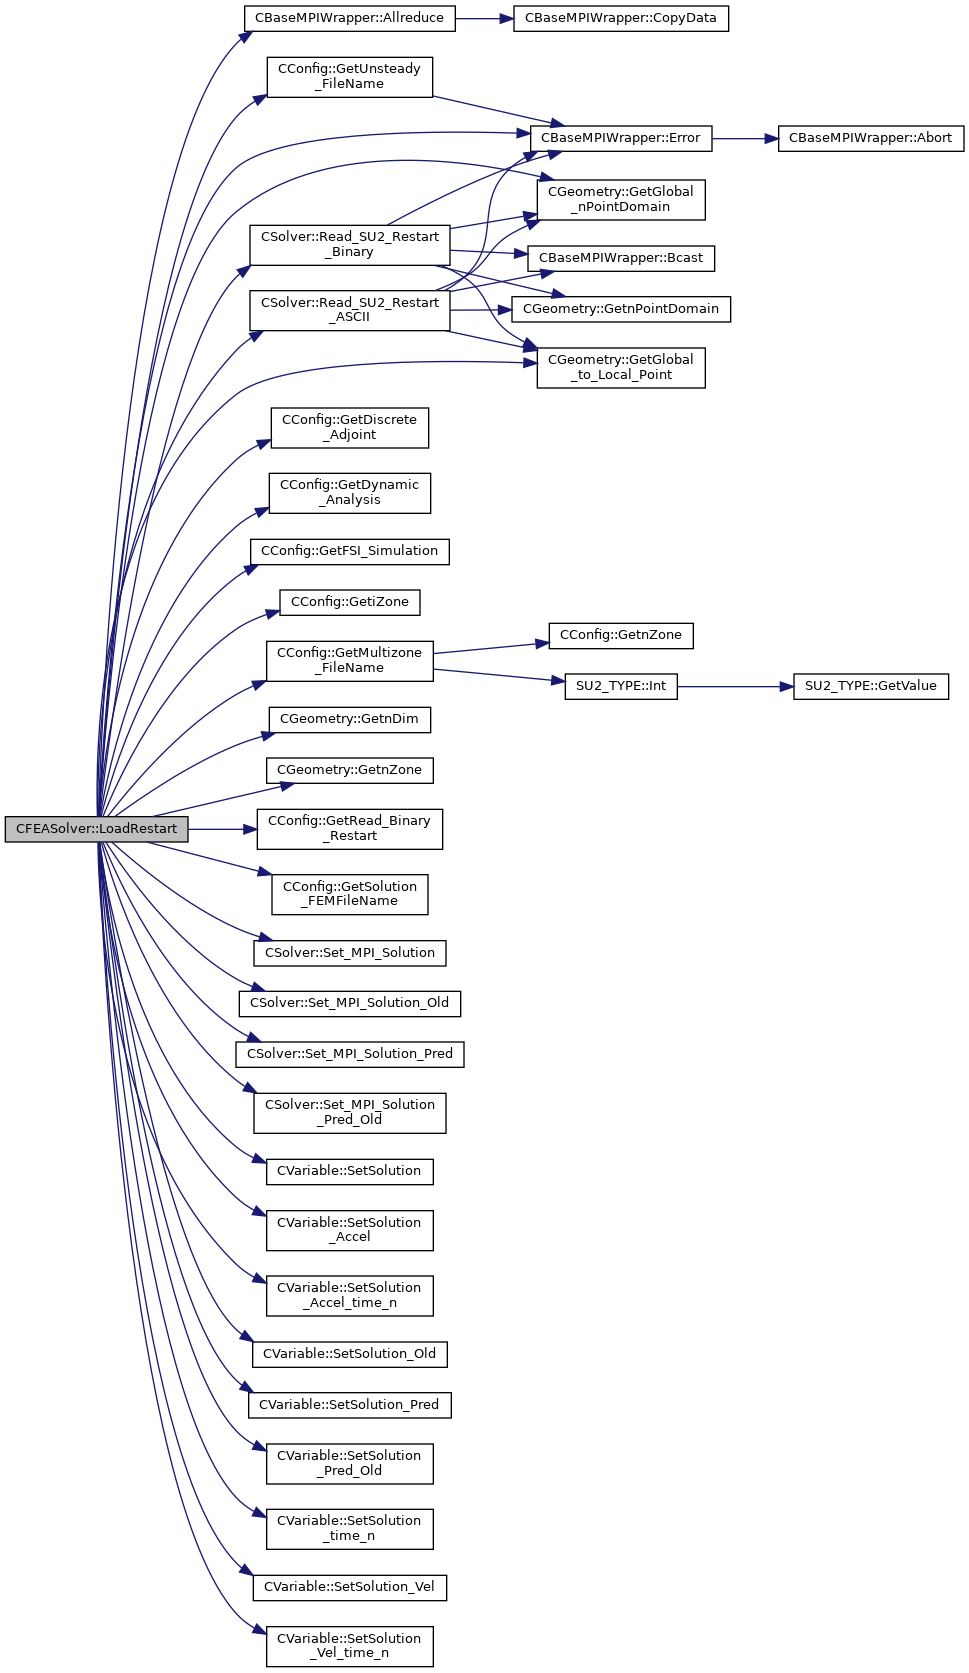 CBaseMPIWrapper::Allreduce
CBaseMPIWrapper::CopyData
CConfig::GetUnsteady
_FileName
CBaseMPIWrapper::Error
CBaseMPIWrapper::Abort
CGeometry::GetGlobal
_nPointDomain
CSolver::Read_SU2_Restart
_Binary
CBaseMPIWrapper::Bcast
CSolver::Read_SU2_Restart
_ASCII
CGeometry::GetnPointDomain
CGeometry::GetGlobal
_to_Local_Point
CConfig::GetDiscrete
_Adjoint
CConfig::GetDynamic
_Analysis
CConfig::GetFSI_Simulation
CConfig::GetiZone
CConfig::GetMultizone
_FileName
CConfig::GetnZone
SU2_TYPE::Int
SU2_TYPE::GetValue
CGeometry::GetnDim
CGeometry::GetnZone
CFEASolver::LoadRestart
CConfig::GetRead_Binary
_Restart
CConfig::GetSolution
_FEMFileName
CSolver::Set_MPI_Solution
CSolver::Set_MPI_Solution_Old
CSolver::Set_MPI_Solution_Pred
CSolver::Set_MPI_Solution
_Pred_Old
CVariable::SetSolution
CVariable::SetSolution
_Accel
CVariable::SetSolution
_Accel_time_n
CVariable::SetSolution_Old
CVariable::SetSolution_Pred
CVariable::SetSolution
_Pred_Old
CVariable::SetSolution
_time_n
CVariable::SetSolution_Vel
CVariable::SetSolution
_Vel_time_n